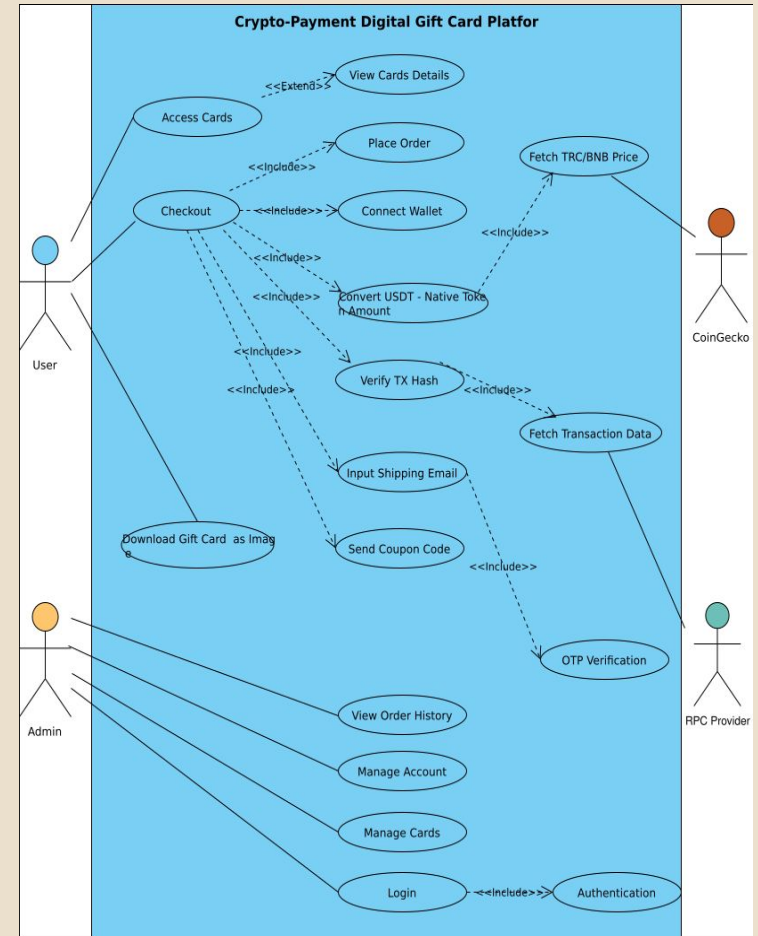 Crypto-Payment Digital Gift Card Platfor
View Cards Details
<<Extend>>
Access Cards
Place Order
Fetch TRC/BNB Price
<<Include>>
Checkout
<<Include>>
Connect Wallet
<<Include>>
<<Include>>
<<Include>>
Convert USDT - Native Toke
n Amount
CoinGecko
<<Include>>
User
Verify TX Hash
<<Include>>
<<Include>>
Fetch Transaction Data
Input Shipping Email
Download Gift Card as Imag
e
Send Coupon Code
<<Include>>
OTP Verification
View Order History
RPC Provider
Admin
Manage Account
Manage Cards
Login
<<Include>>
Authentication